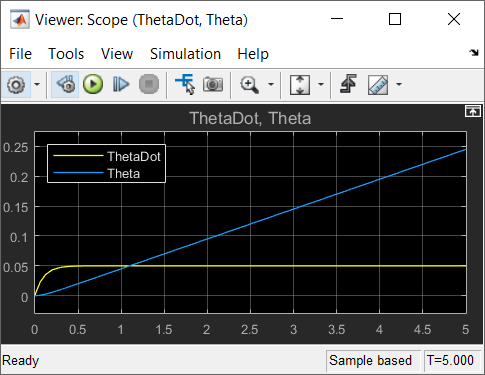 Viewer: Scope (ThetaDot, Theta)
File Tools View Simulation Help
ThetaDot, Theta
ThetaDot
Theta
0.25
0.2
0.15
0.1
0.05
0
0 0.5 1 1.5 2 2.5 3 3.5 4 4.5 5
Ready Sample based T=5.000